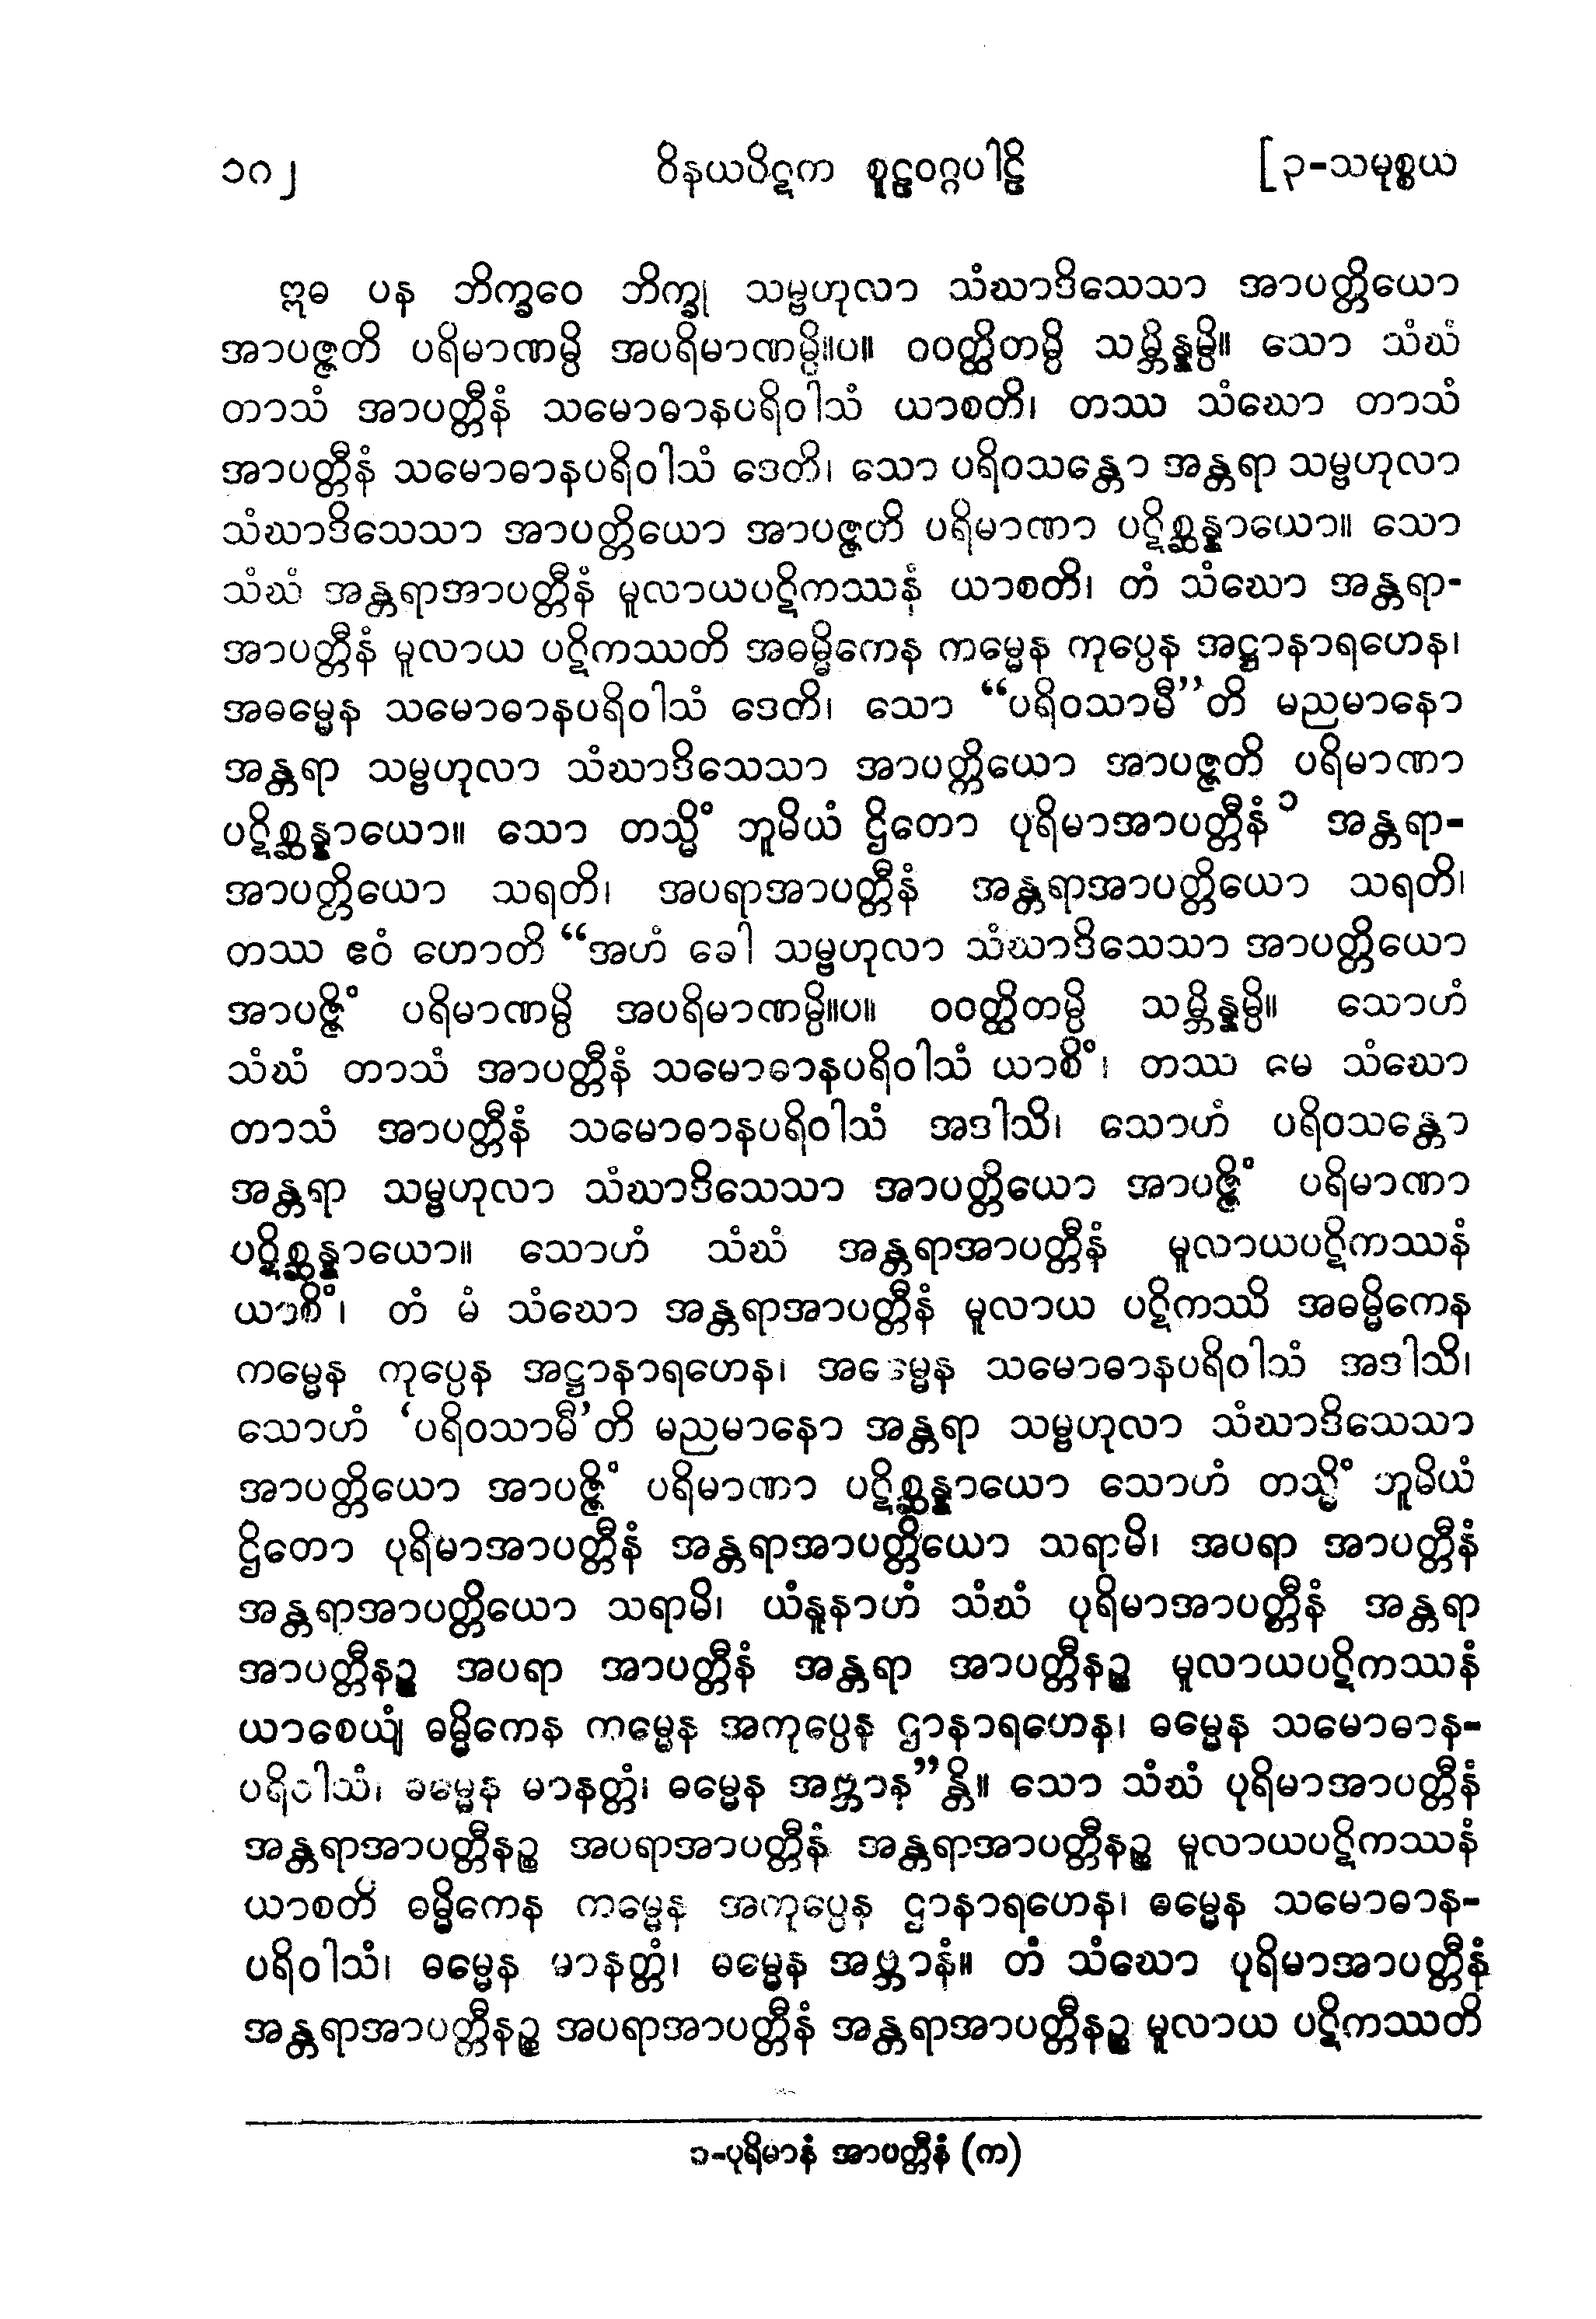 ၁၈၂ ဝိနယပိဋက စူဠဝဂ္ဂပါဠိ [၃-သမုစ္စယ
ဣဓ ပန ဘိက္ခဝေ ဘိက္ခု သမ္ဗဟုလာ သံဃာဒိသေသာ အာပတ္တိယော
အာပဇ္ဇတိ ပရိမာဏမ္ပိ အပရိမာဏမ္ပိ။ပ။ ဝဝတ္ထိတမ္ပိ သမ္ဘိန္နမ္ပိ။ သော သံဃံ
တာသံ အာပတ္တီနံ သမောဓာနပရိဝါသံ ယာစတိ၊ တဿ သံဃော တာသံ
အာပတ္တီနံ သမောဓာနပရိဝါသံ ဒေတိ၊ သော ပရိဝသန္တော အန္တရာ သမ္ဗဟုလာ
သံဃာဒိသေသာ အာပတ္တိယော အာပဇ္ဇတိ ပရိမာဏာ ပဋိစ္ဆန္နာယော။ သော
သံဃံ အန္တရာအာပတ္တီနံ မူလာယပဋိကဿနံ ယာစတိ၊ တံ သံဃော အန္တရာ-
အာပတ္တီနံ မူလာယ ပဋိကဿတိ အဓမ္မိကေန ကမ္မေန ကုပ္ပေန အဋ္ဌာနာရဟေန၊
အဓမ္မေန သမောဓာနပရိဝါသံ ဒေတိ၊ သော “ပရိဝသာမီ”တိ မညမာနော
အန္တရာ သမ္ဗဟုလာ သံဃာဒိသေသာ အာပတ္တိယော အာပဇ္ဇတိ ပရိမာဏာ
ပဋိစ္ဆန္နာယော။ သော တသ္မိံ ဘူမိယံ ဌိတော ပုရိမာအာပတ္တီနံ၁ အန္တရာ-
အာပတ္တိယော သရတိ၊ အပရာအာပတ္တီနံ အန္တရာအာပတ္တိယော သရတိ၊
တဿ ဧဝံ ဟောတိ “အဟံ ခေါ သမ္ဗဟုလာ သံဃာဒိသေသာ အာပတ္တိယော
အာပဇ္ဇိံ ပရိမာဏမ္ပိ အပရိမာဏမ္ပိ။ပ။ ဝဝတ္ထိတမ္ပိ သမ္ဘိန္နမ္ပိ။ သောဟံ
သံဃံ တာသံ အာပတ္တီနံ သမောဓာနပရိဝါသံ ယာစိံ၊ တဿ မေ သံဃော
တာသံ အာပတ္တီနံ သမောဓာနပရိဝါသံ အဒါသိ၊ သောဟံ ပရိဝသန္တော
အန္တရာ သမ္ဗဟုလာ သံဃာဒိသေသာ အာပတ္တိယော အာပဇ္ဇိံ ပရိမာဏာ
ပဋိစ္ဆန္နာယော။ သောဟံ သံဃံ အန္တရာအာပတ္တီနံ မူလာယပဋိကဿနံ
ယာစိံ၊ တံ မံ သံဃော အန္တရာအာပတ္တီနံ မူလာယ ပဋိကဿိ အဓမ္မိကေန
ကမ္မေန ကုပ္ပေန အဋ္ဌာနာရဟေန၊ အဓမ္မေန သမောဓာနပရိဝါသံ အဒါသိ၊
သောဟံ ‘ပရိဝသာမီ’တိ မညမာနော အန္တရာ သမ္ဗဟုလာ သံဃာဒိသေသာ
အာပတ္တိယော အာပဇ္ဇိံ ပရိမာဏာ ပဋိစ္ဆန္နာယော သောဟံ တသ္မိံ ဘူမိယံ
ဌိတော ပုရိမာအာပတ္တီနံ အန္တရာအာပတ္တိယော သရာမိ၊ အပရာ အာပတ္တီနံ
အန္တရာအာပတ္တိယော သရာမိ၊ ယံနူနာဟံ သံဃံ ပုရိမာအာပတ္တီနံ အန္တရာ
အာပတ္တီနဉ္စ အပရာ အာပတ္တီနံ အန္တရာ အာပတ္တီနဉ္စ မူလာယပဋိကဿနံ
ယာစေယျံ ဓမ္မိကေန ကမ္မေန အကုပ္ပေန ဌာနာရဟေန၊ ဓမ္မေန သမောဓာန-
ပရိဝါသံ၊ ဓမ္မေန မာနတ္တံ၊ ဓမ္မေန အဗ္ဘာန”န္တိ။ သော သံဃံ ပုရိမာအာပတ္တီနံ
အန္တရာအာပတ္တီနဉ္စ အပရာအာပတ္တီနံ အန္တရာအာပတ္တီနဉ္စ မူလာယပဋိကဿနံ
ယာစတိ ဓမ္မိကေန ကမ္မေန အကုပ္ပေန ဌာနာရဟေန၊ ဓမ္မေန သမောဓာန-
ပရိဝါသံ၊ ဓမ္မေန မာနတ္တံ၊ ဓမ္မေန အဗ္ဘာနံ။ တံ သံဃော ပုရိမာအာပတ္တီနံ
အန္တရာအာပတ္တီနဉ္စ အပရာအာပတ္တီနံ အန္တရာအာပတ္တီနဉ္စ မူလာယ ပဋိကဿတိ
၁-ပုရိမာနံ အာပတ္တီနံ (က)